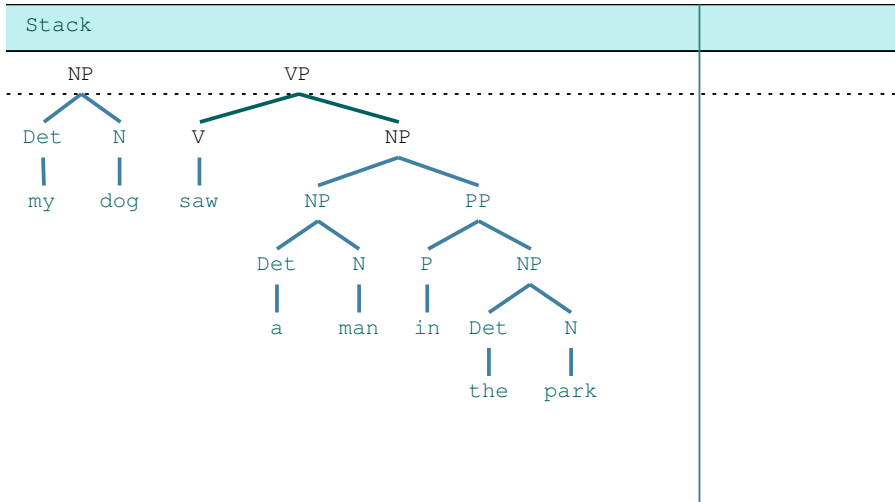 Stack
NP VP
Det N V NP
my dog saw NP PP
Det N P NP
a man in Det N
the park